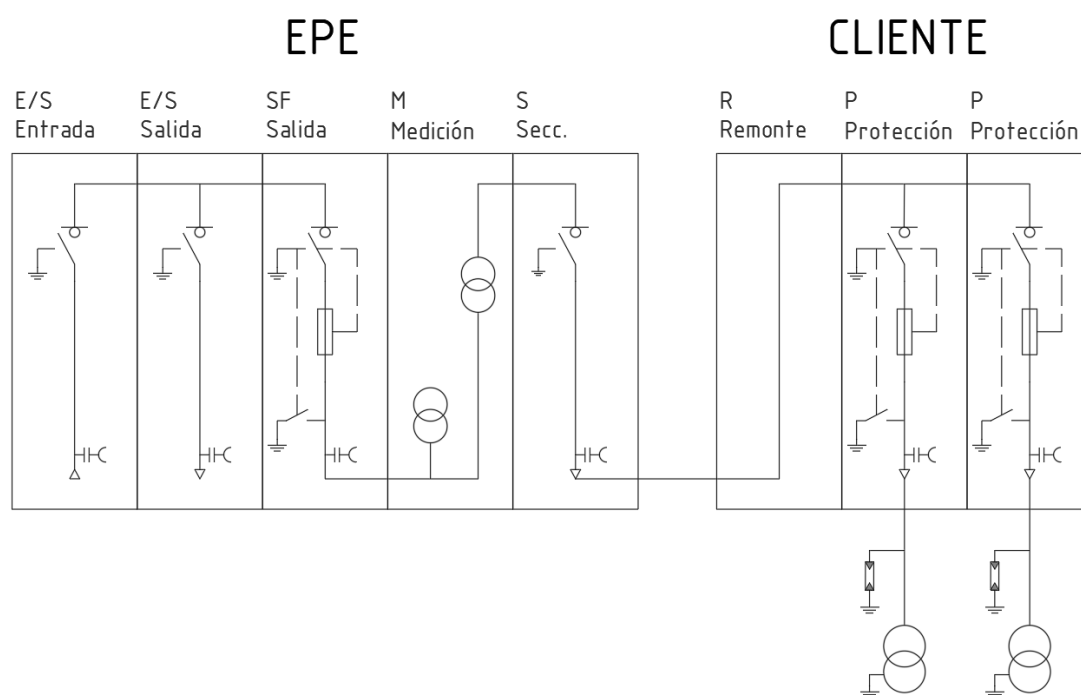 EPE
CLIENTE
E/S
Entrada
E/S
Salida
SF
Salida
M
Medición
S
Secc.
R
Remonte
P
Protección
P
Protección